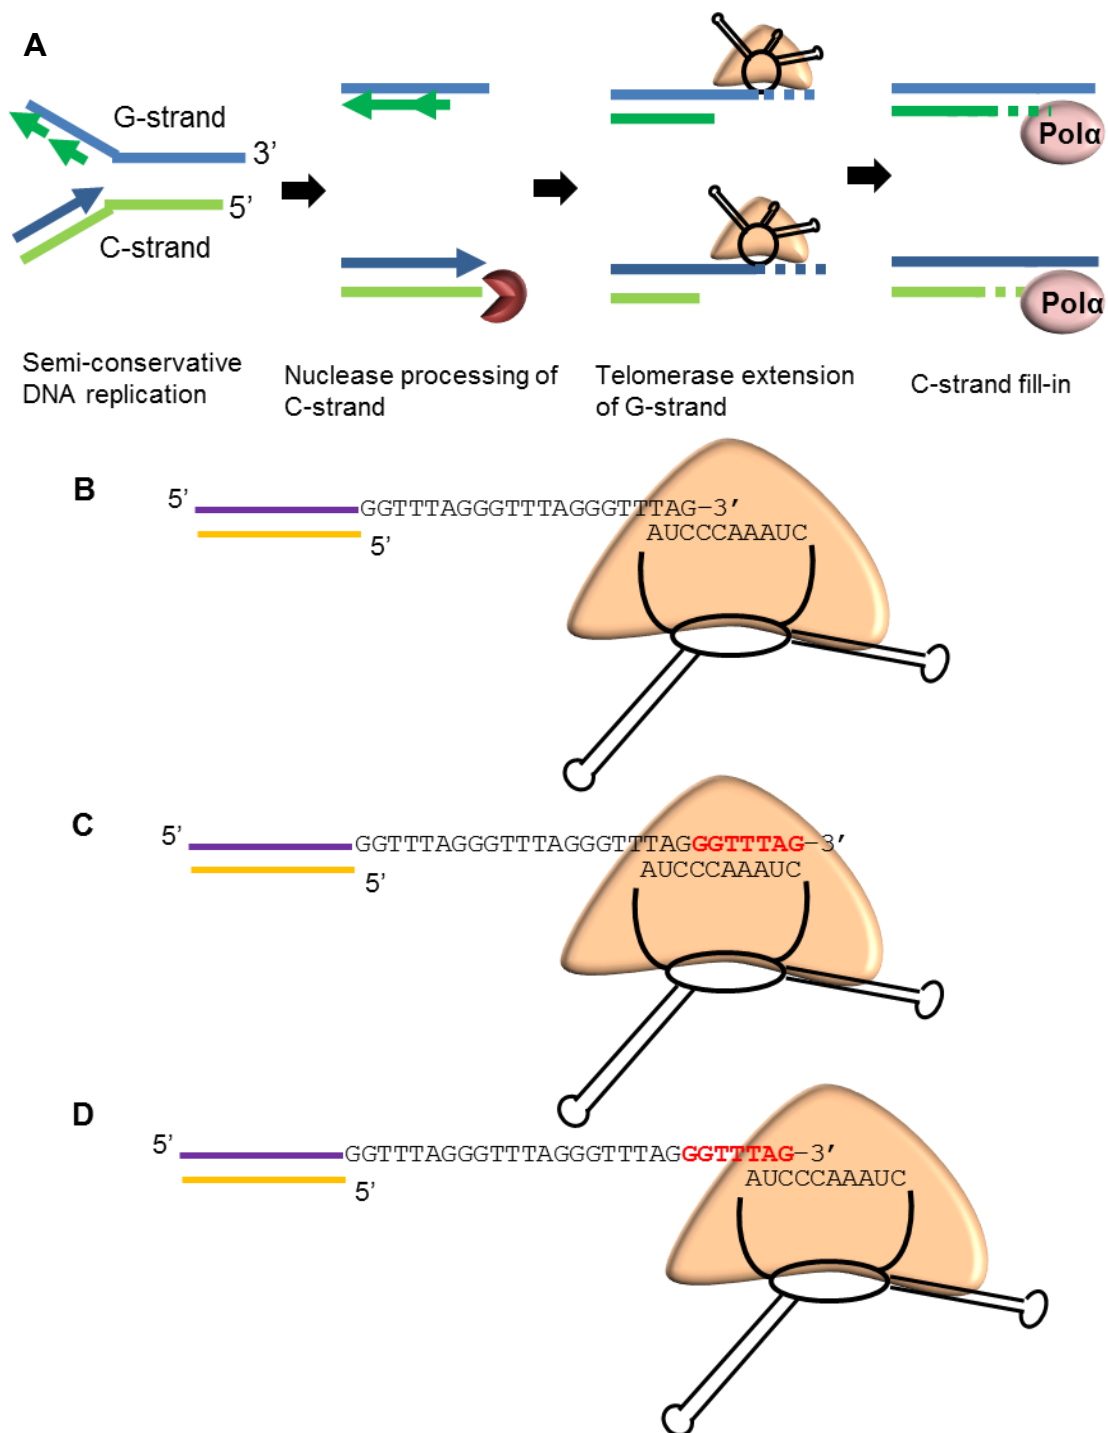 A
G-strand
3’
5’
C-strand
Polα
Polα
Semi-conservative
DNA replication
Nuclease processing of
C-strand
Telomerase extension
of G-strand
C-strand fill-in
B
5’
GGTTTAGGGTTTAGGGTTTAG–3’
AUCCCAAAUC
5’
C
5’
GGTTTAGGGTTTAGGGTTTAGGGTTTAG–3’
AUCCCAAAUC
5’
D
5’
GGTTTAGGGTTTAGGGTTTAGGGTTTAG–3’
AUCCCAAAUC
5’